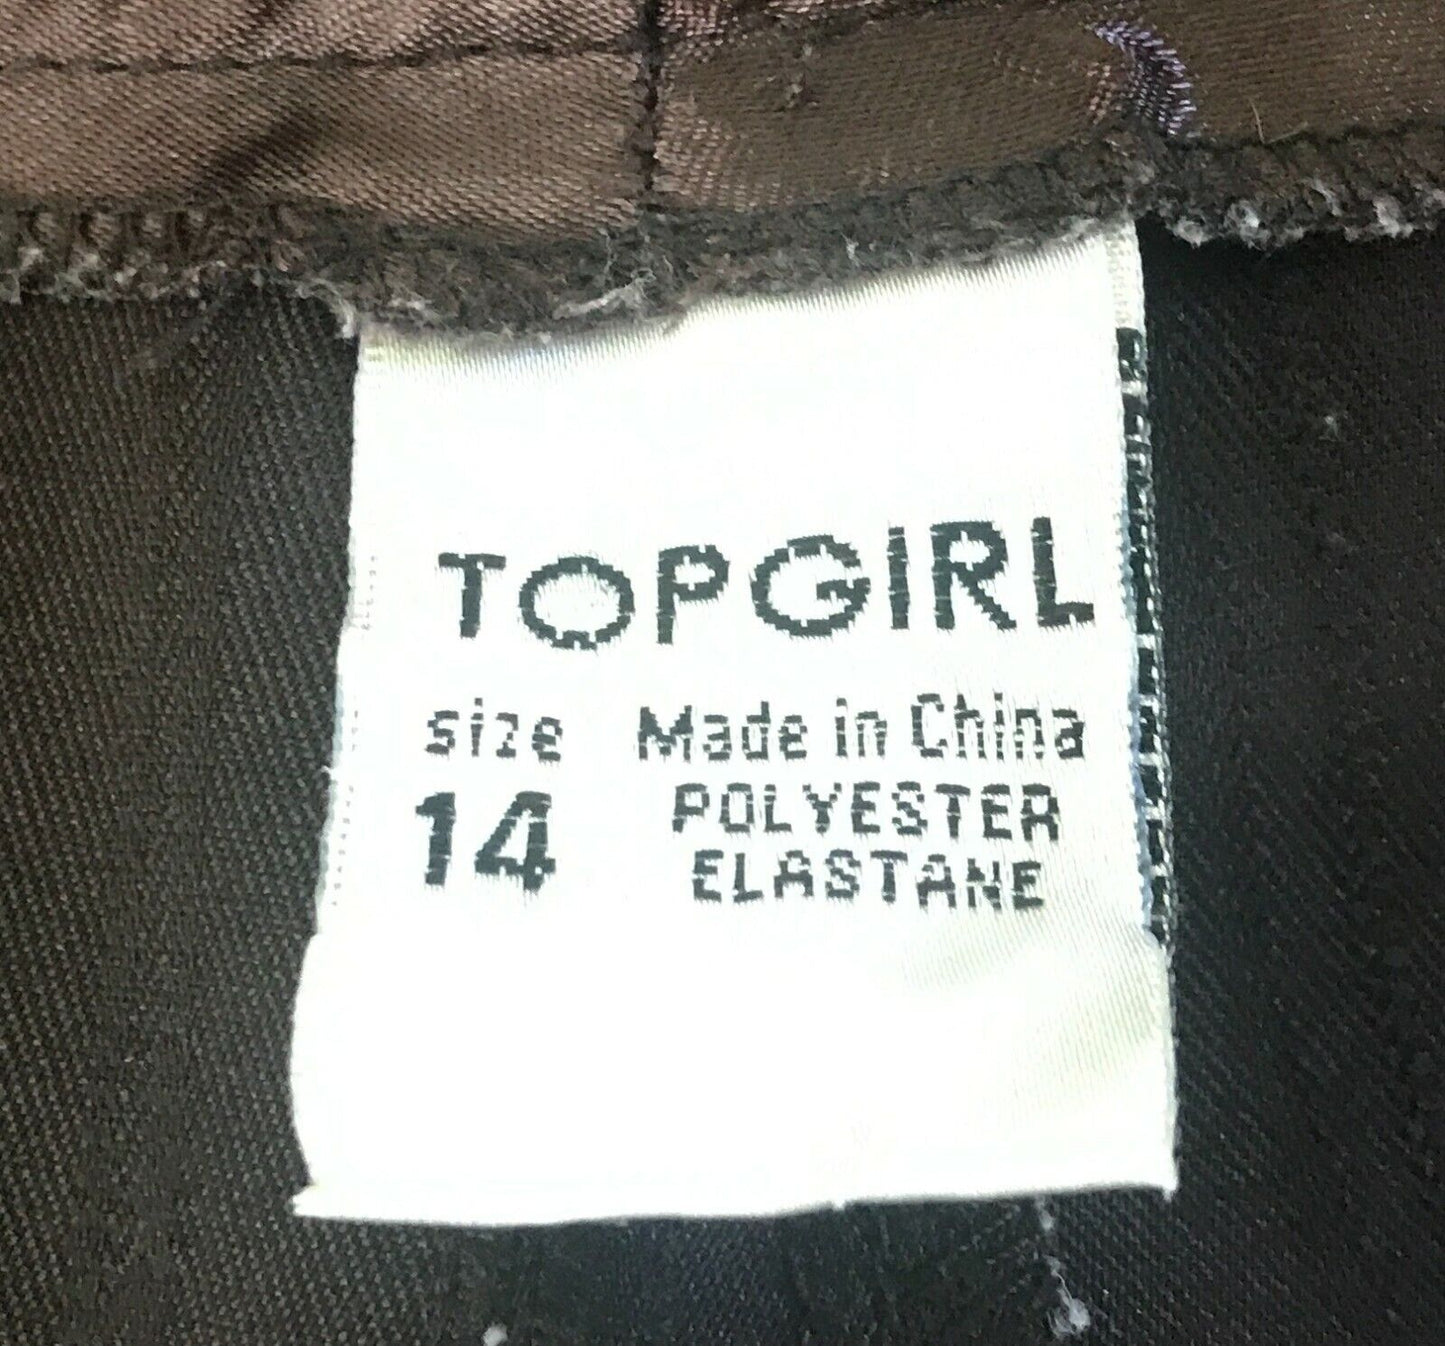 TOPGIRL
size Made in China
14 POLYESTER
ELASTANE